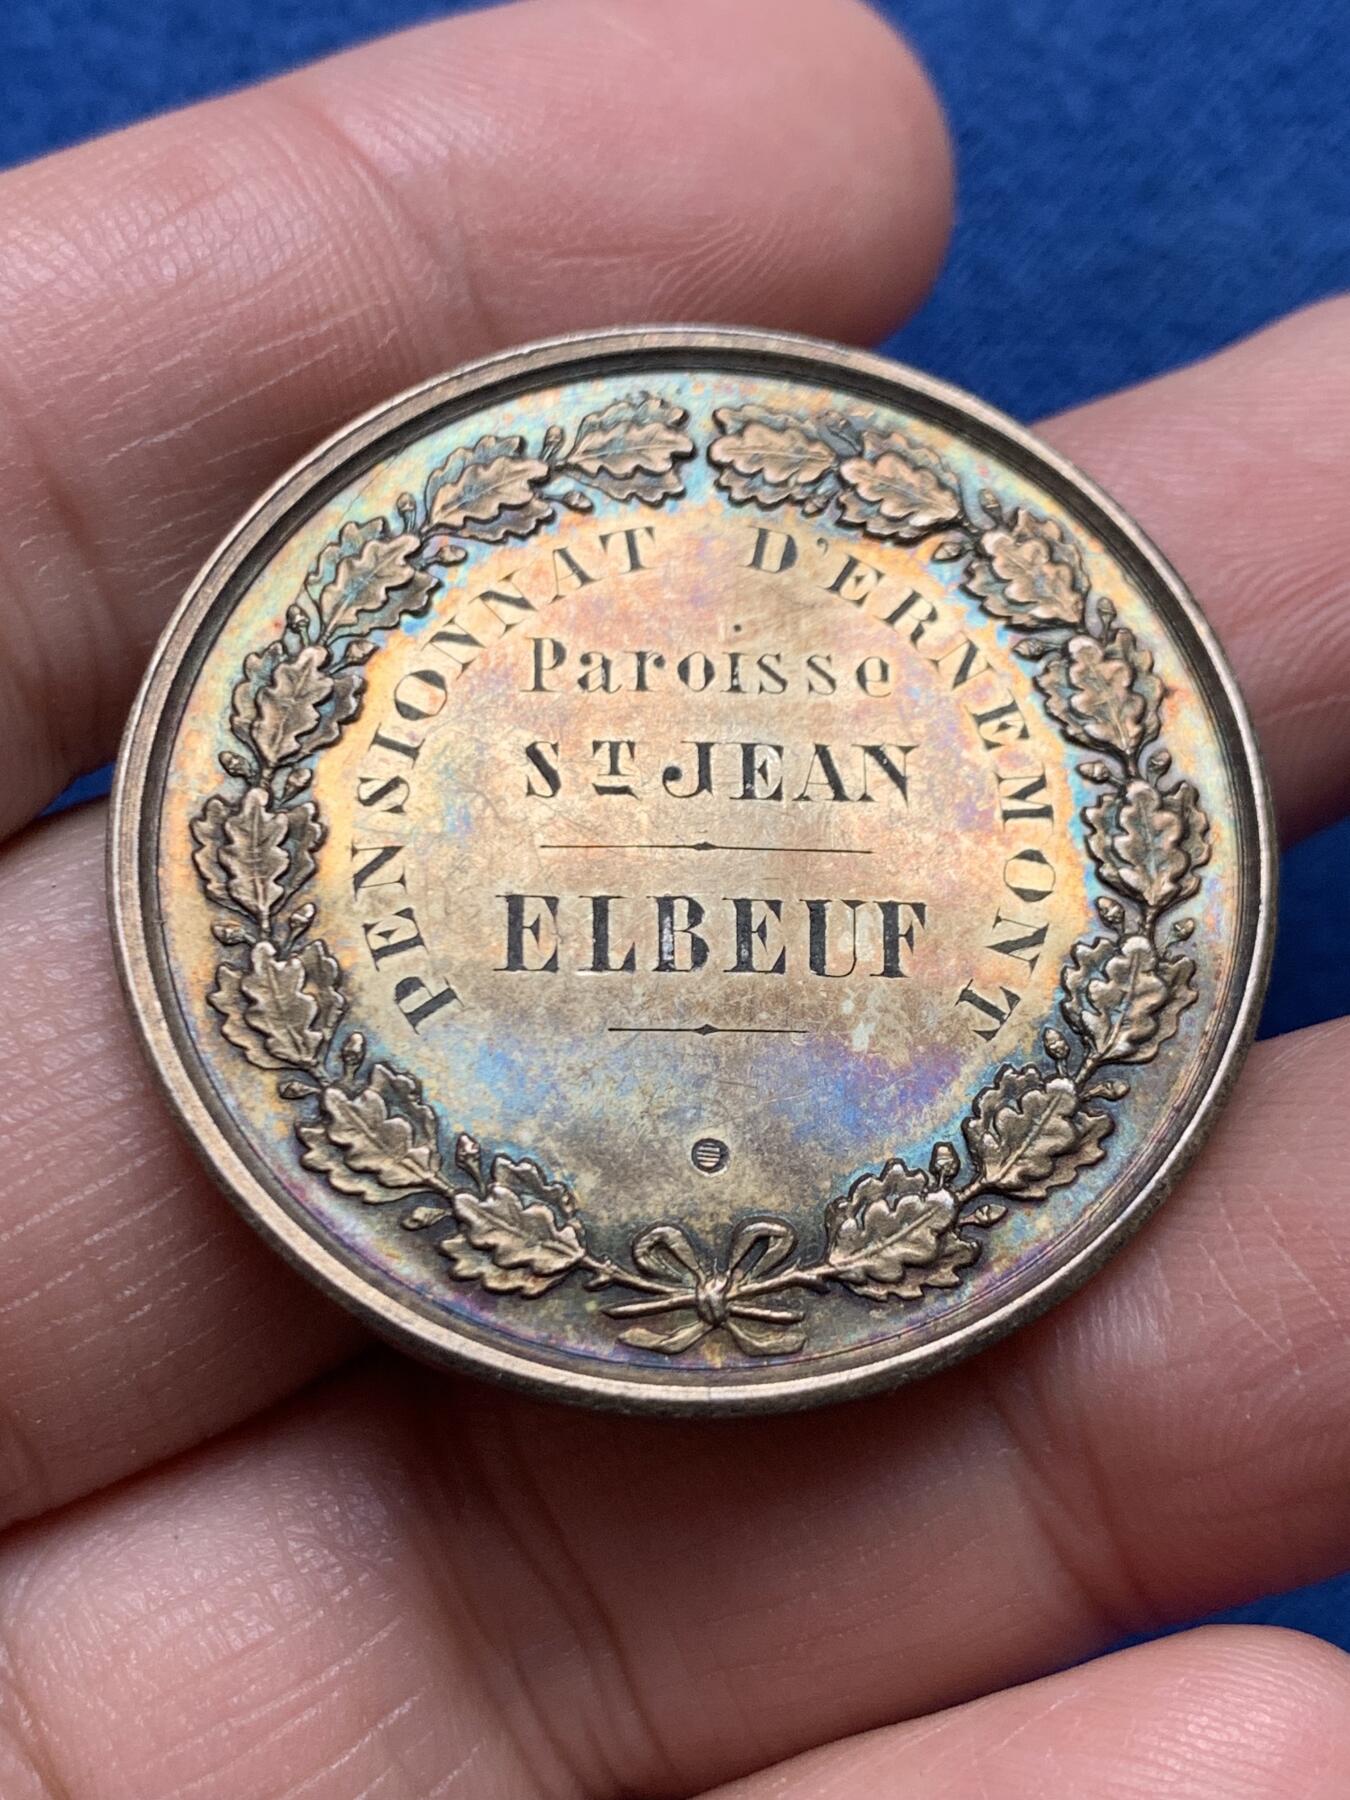 PENSIONNAT D'ERNEMONT
Paroisse
ST JEAN
ELBEUF